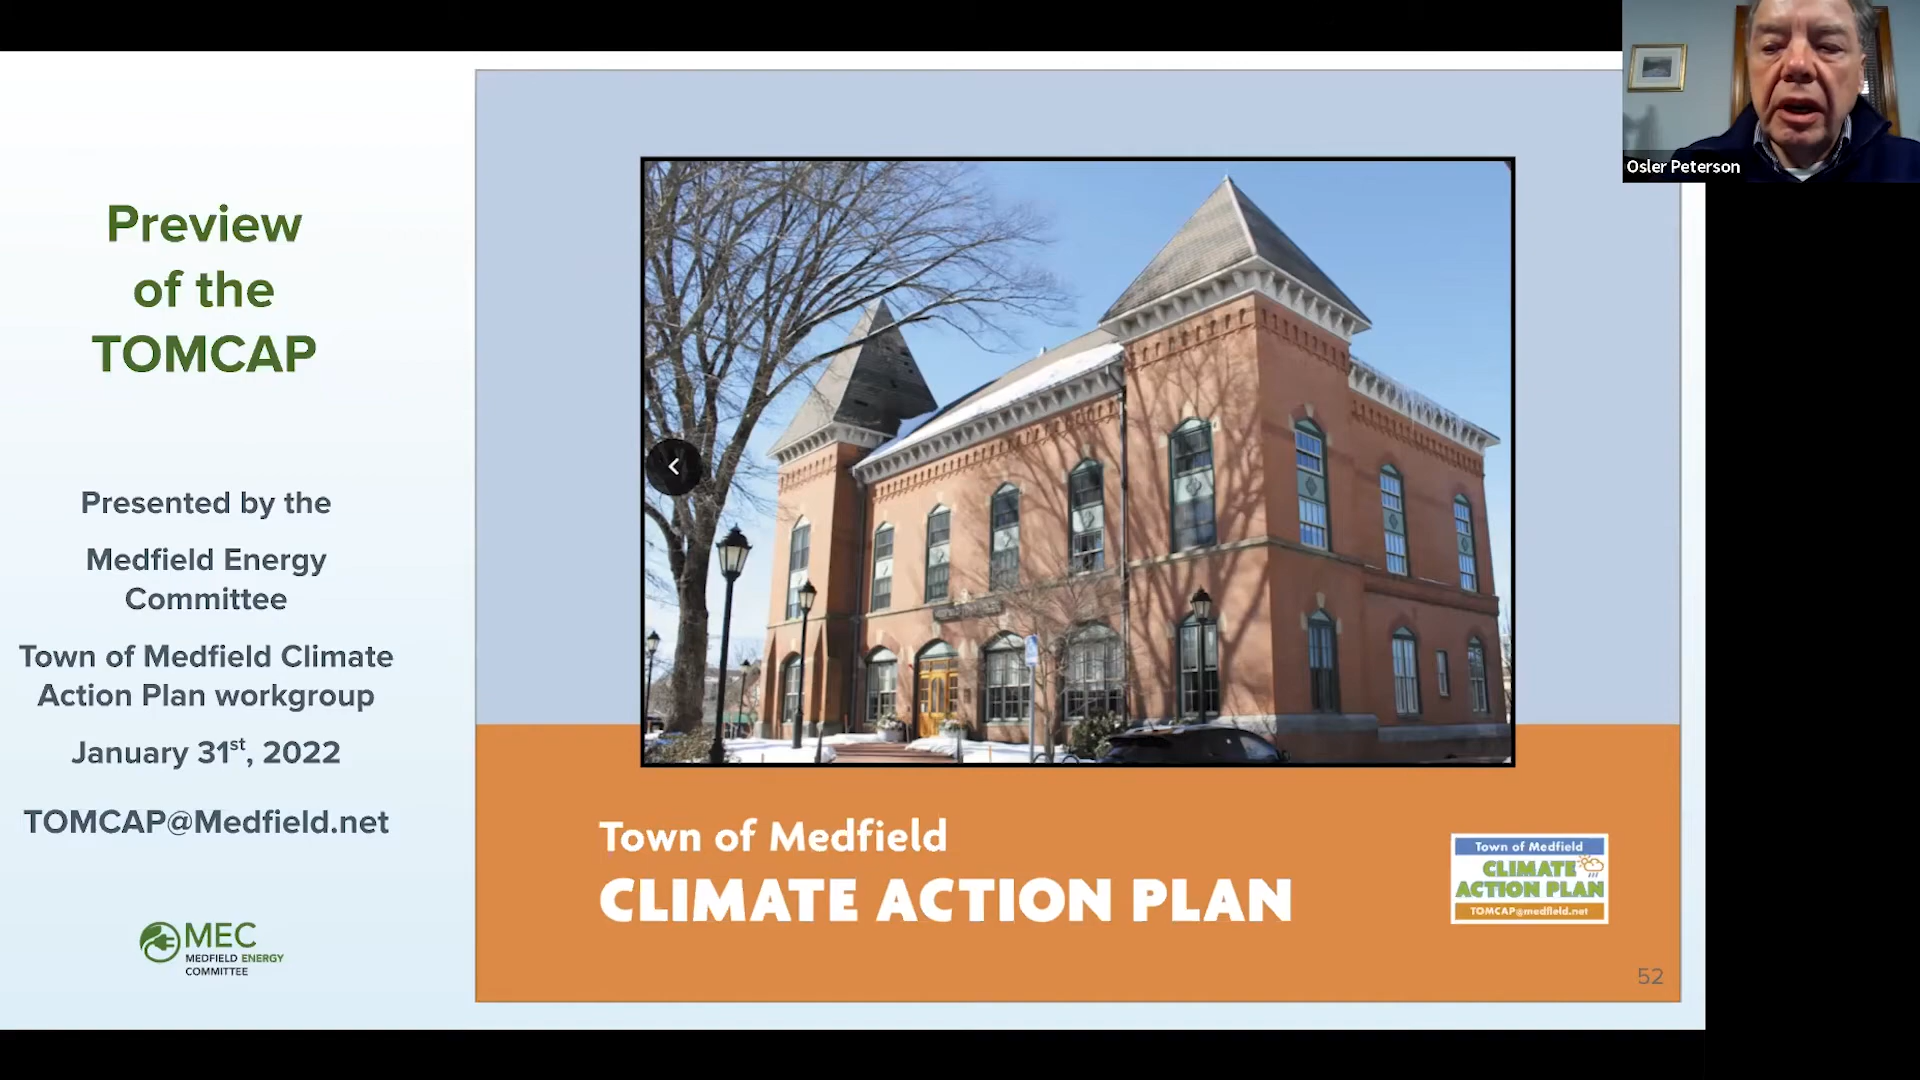 Preview
of the
TOMCAP
Presented by the
Medfield Energy
Committee
Town of Medfield Climate
Action Plan workgroup
January 31st, 2022
TOMCAP@Medfield.net
MEC
MEDFIELD ENERGY
COMMITTEE
Town of Medfield
CLIMATE ACTION PLAN
Town of Medfield
CLIMATE
ACTION PLAN
TOMCAP@medfield.net
52
Osler Peterson